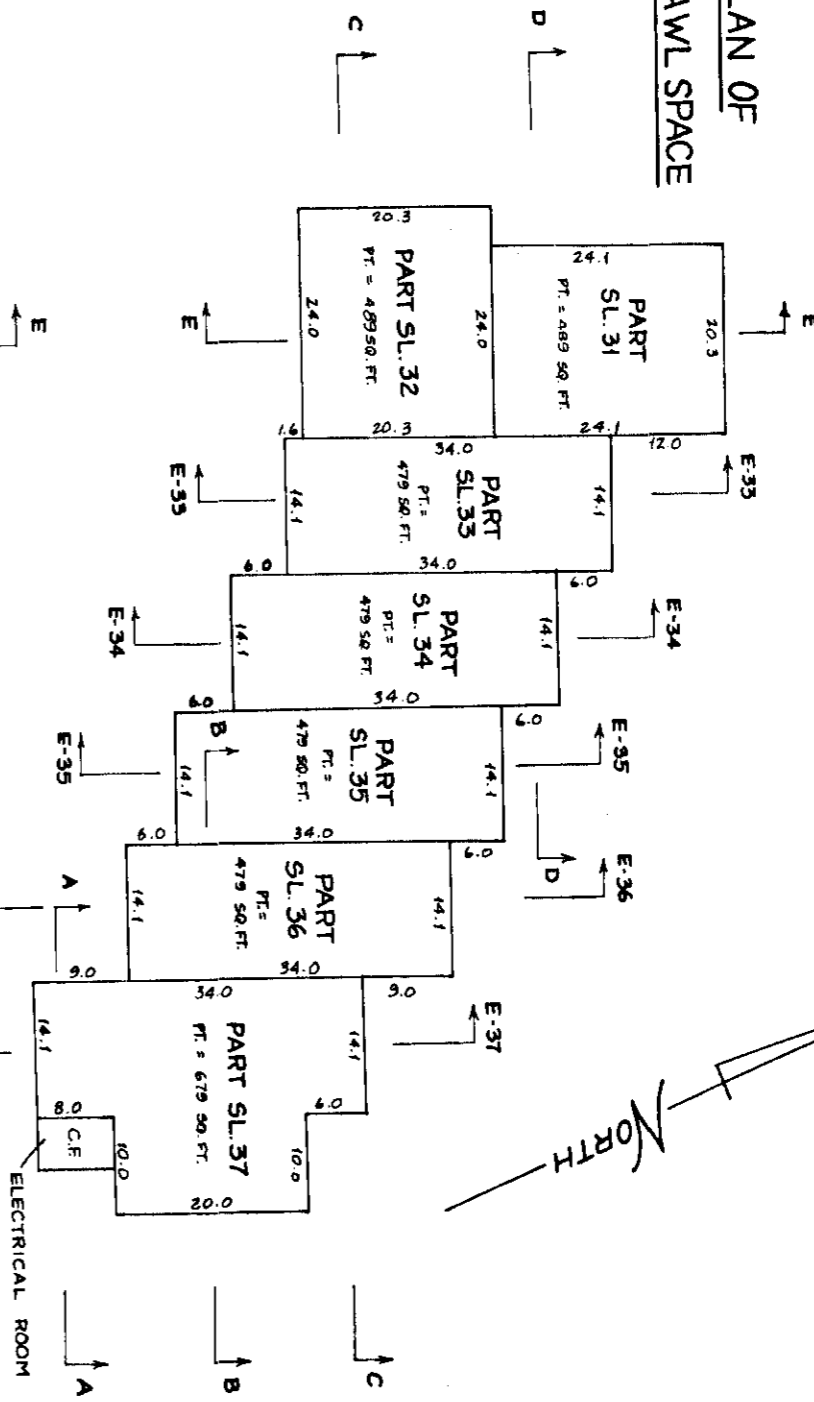 LAN OF
AWL SPACE
C
D
E
E
E
20.3
PART SL.32
PT. = 489 SQ. FT.
24.0
24.0
20.3
1.6
24.1
PART
SL.31
PT. = 489 SQ. FT.
20.3
24.1
12.0
34.0
PART
SL.33
PT. =
479 SQ. FT.
14.1
14.1
34.0
6.0
6.0
E-33
E-33
PART
SL.34
PT. =
479 SQ. FT.
14.1
14.1
34.0
6.0
6.0
E-34
E-34
PART
SL.35
PT. =
479 SQ. FT.
14.1
14.1
34.0
6.0
6.0
B
E-35
E-35
D
PART
SL.36
PT. =
479 SQ. FT.
14.1
14.1
34.0
9.0
9.0
A
E-36
34.0
PART SL.37
PT. = 679 SQ. FT.
14.1
14.1
8.0
6.0
10.0
10.0
20.0
C.F.
ELECTRICAL ROOM
E-37
NORTH
A
B
C